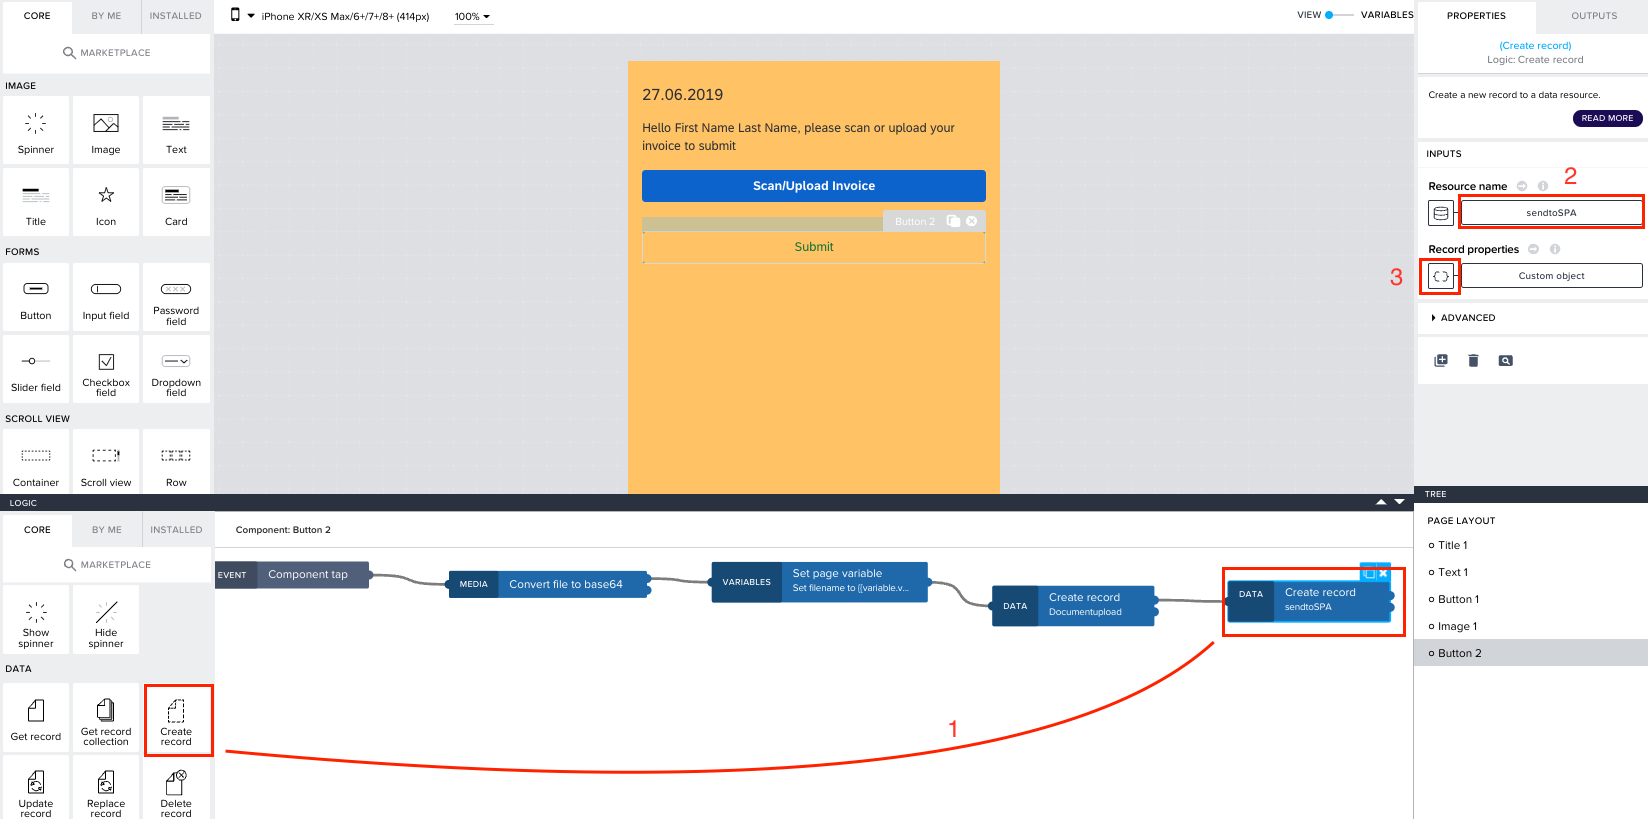 CORE BY ME INSTALLED
MARKETPLACE
IMAGE
Spinner Image Text
Title Icon Card
FORMS
Button Input field Password
field
Slider field Checkbox
field Dropdown
field
SCROLL VIEW
Container Scroll view Row
iPhone XR/XS Max/6+/7+/8+ (414px) 100%
VIEW VARIABLES
27.06.2019
Hello First Name Last Name, please scan or upload your
invoice to submit
Scan/Upload Invoice
Button 2
Submit
PROPERTIES OUTPUTS
(Create record)
Logic: Create record
Create a new record to a data resource.
READ MORE
INPUTS
2
Resource name
sendtoSPA
Record properties
3
Custom object
ADVANCED
LOGIC
CORE BY ME INSTALLED
MARKETPLACE
Show
spinner Hide
spinner
DATA
Get record Get record
collection Create
record
Update
record Replace
record Delete
record
Component: Button 2
EVENT Component tap
MEDIA Convert file to base64
VARIABLES Set page variable
Set filename to {{variable.v...
DATA Create record
Documentupload
DATA Create record
sendtoSPA
1
TREE
PAGE LAYOUT
Title 1
Text 1
Button 1
Image 1
Button 2